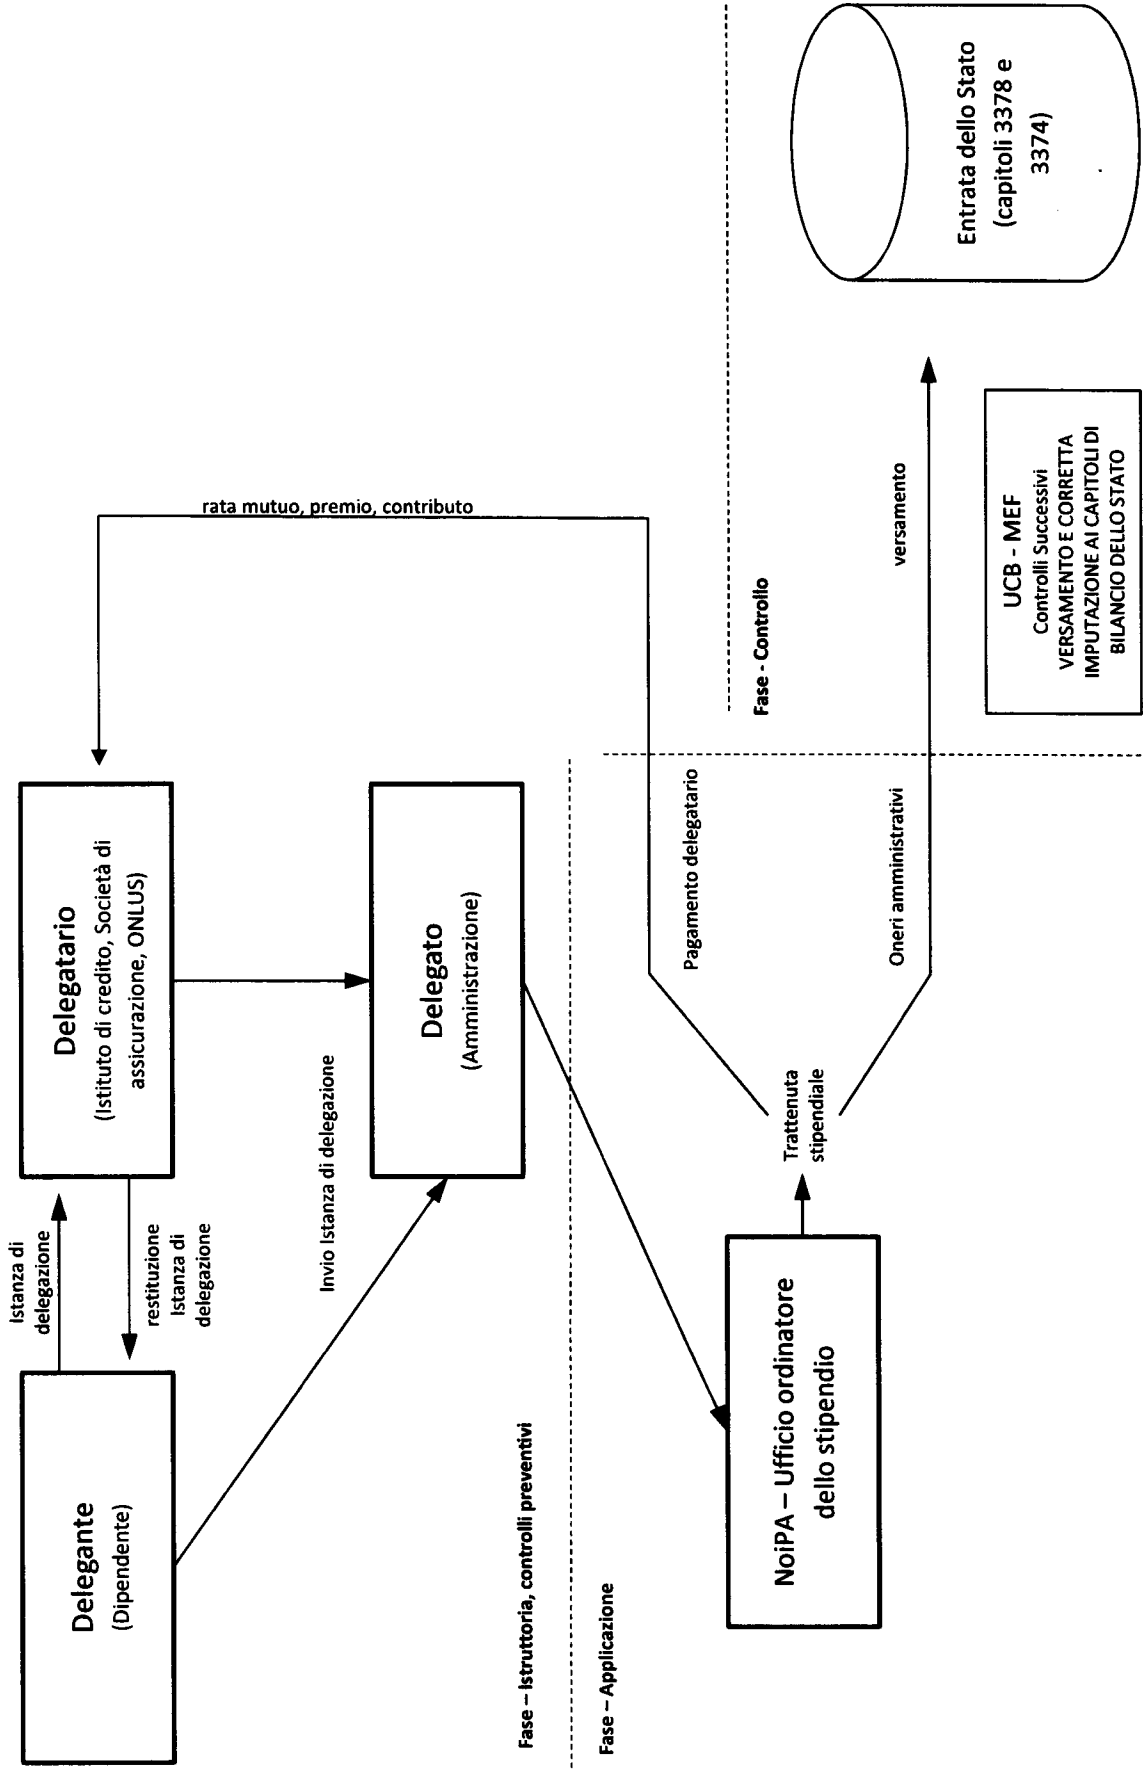 Delegante
(Dipendente)
Istanza di
delegazione
restituzione
Istanza di
delegazione
Delegatario
(Istituto di credito, Società di
assicurazione, ONLUS)
rata mutuo, premio, contributo
Invio Istanza di delegazione
Delegato
(Amministrazione)
Fase – Istruttoria, controlli preventivi
Fase – Applicazione
NoiPA – Ufficio ordinatore
dello stipendio
Trattenuta
stipendiale
Pagamento delegatario
Oneri amministrativi
Fase - Controllo
versamento
UCB - MEF
Controlli Successivi
VERSAMENTO E CORRETTA
IMPUTAZIONE AI CAPITOLI DI
BILANCIO DELLO STATO
Entrata dello Stato
(capitoli 3378 e
3374)